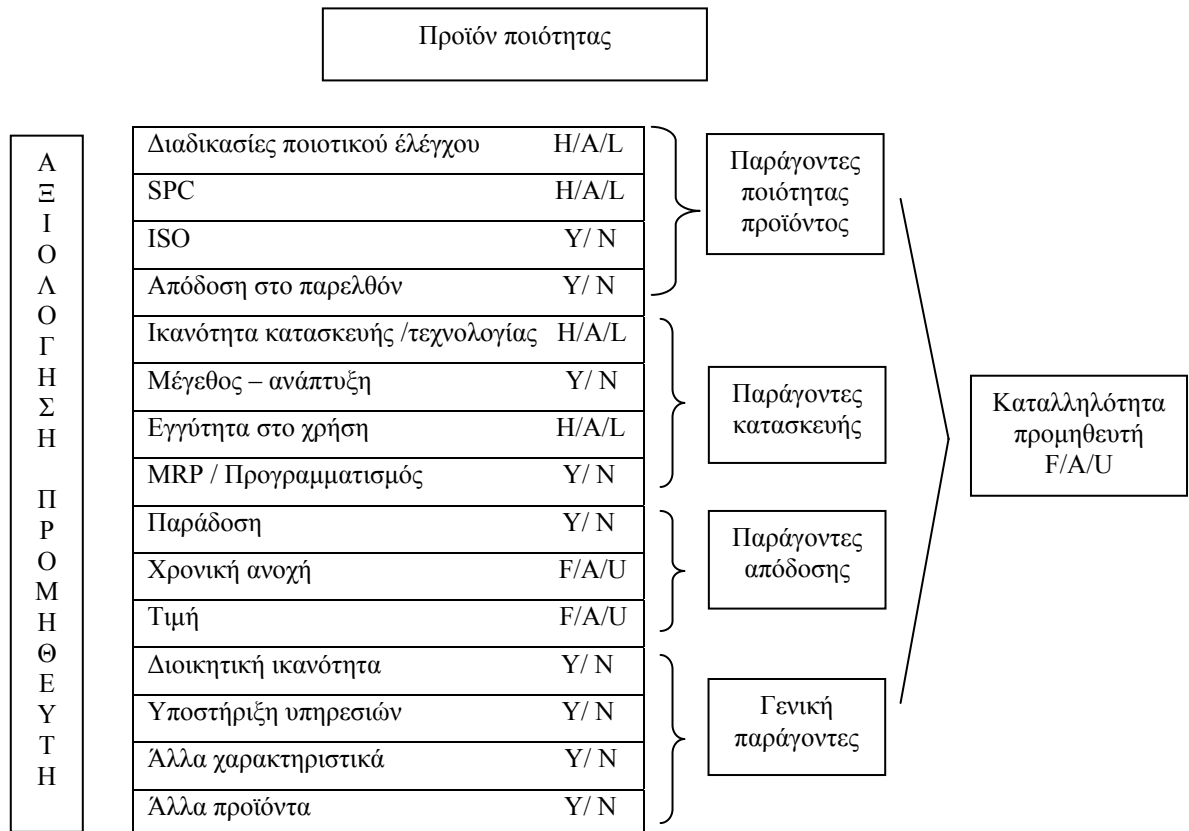 Προϊόν ποιότητας
ΑΞΙΟΛΟΓΗΣΗ ΠΡΟΜΗΘΕΥΤΗ
Διαδικασίες ποιοτικού έλέγχου H/A/L
SPC H/A/L
ISO Y/ N
Απόδοση στο παρελθόν Y/ N
Παράγοντες
ποιότητας
προϊόντος
Ικανότητα κατασκευής /τεχνολογίας H/A/L
Μέγεθος – ανάπτυξη Y/ N
Εγγύτητα στο χρήση H/A/L
MRP / Προγραμματισμός Y/ N
Παράγοντες
κατασκευής
Παράδοση Y/ N
Χρονική ανοχή F/A/U
Τιμή F/A/U
Παράγοντες
απόδοσης
Διοικητική ικανότητα Y/ N
Υποστήριξη υπηρεσιών Y/ N
Άλλα χαρακτηριστικά Y/ N
Άλλα προϊόντα Y/ N
Γενική
παράγοντες
Καταλληλότητα
προμηθευτή
F/A/U